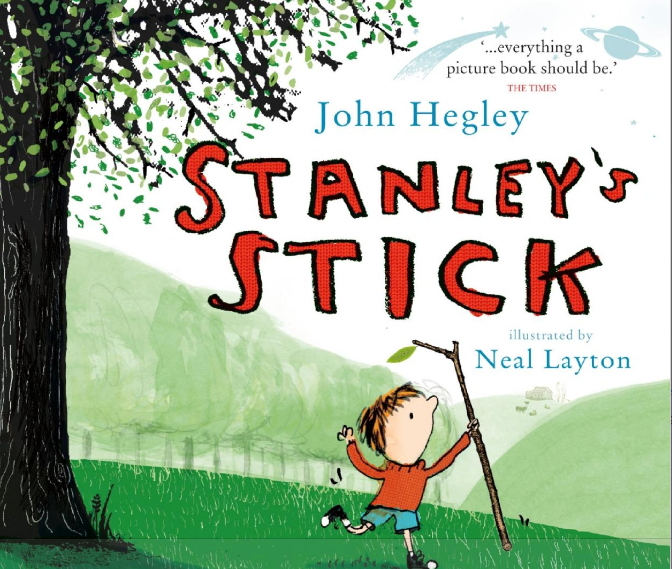 ‘...everything a
picture book should be.’
THE TIMES
John Hegley
STANLEY’S
STICK
illustrated by
Neal Layton